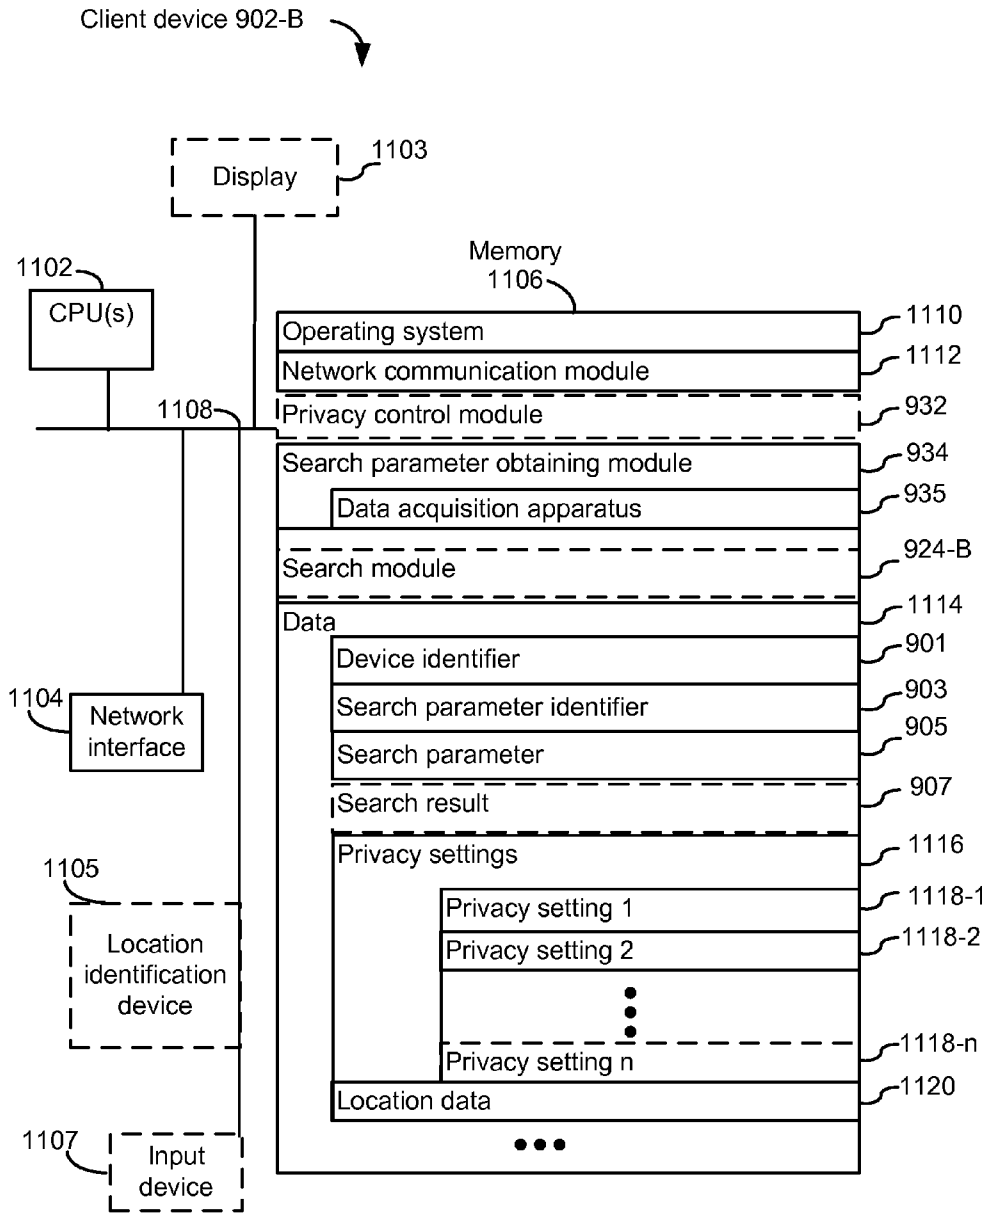 Client device 902-B
1103
Display
Memory
1106
1102
CPU(s)
Operating system
1110
Network communication module
1112
1108
Privacy control module
932
Search parameter obtaining module
934
Data acquisition apparatus
935
Search module
924-B
Data
1114
Device identifier
901
Search parameter identifier
903
Search parameter
905
1104
Network
interface
Search result
907
Privacy settings
1116
1105
Privacy setting 1
1118-1
Privacy setting 2
1118-2
Location
identification
device
Privacy setting n
1118-n
Location data
1120
1107
Input
device